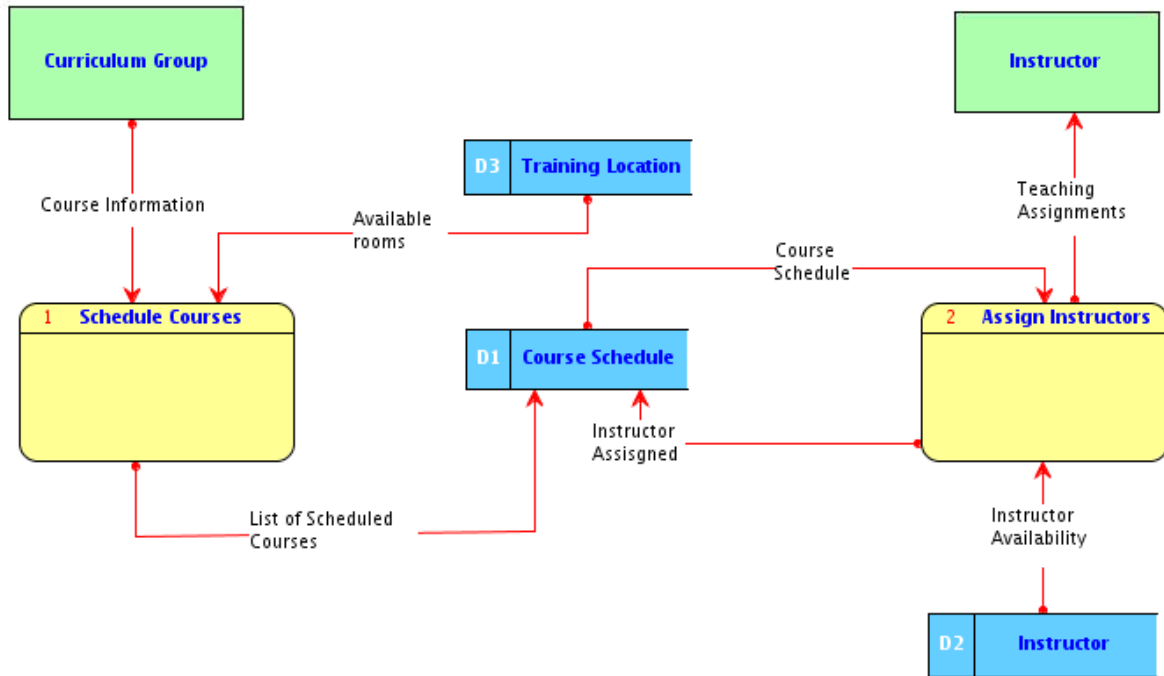 Curriculum Group
Instructor
D3 Training Location
Course Information
Available
rooms
Teaching
Assignments
Course
Schedule
1 Schedule Courses
2 Assign Instructors
D1 Course Schedule
Instructor
Assisgned
List of Scheduled
Courses
Instructor
Availability
D2 Instructor